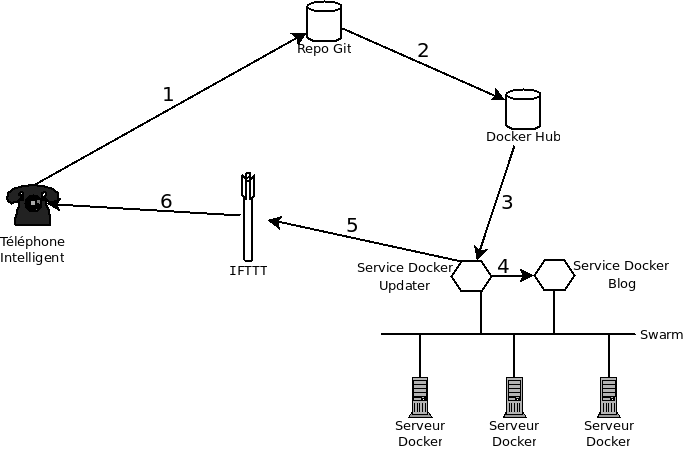 Repo Git
2
1
Docker Hub
3
6
5
Téléphone
Intelligent
IFTTT
Service Docker
Updater
4
Service Docker
Blog
Swarm
Serveur
Docker
Serveur
Docker
Serveur
Docker